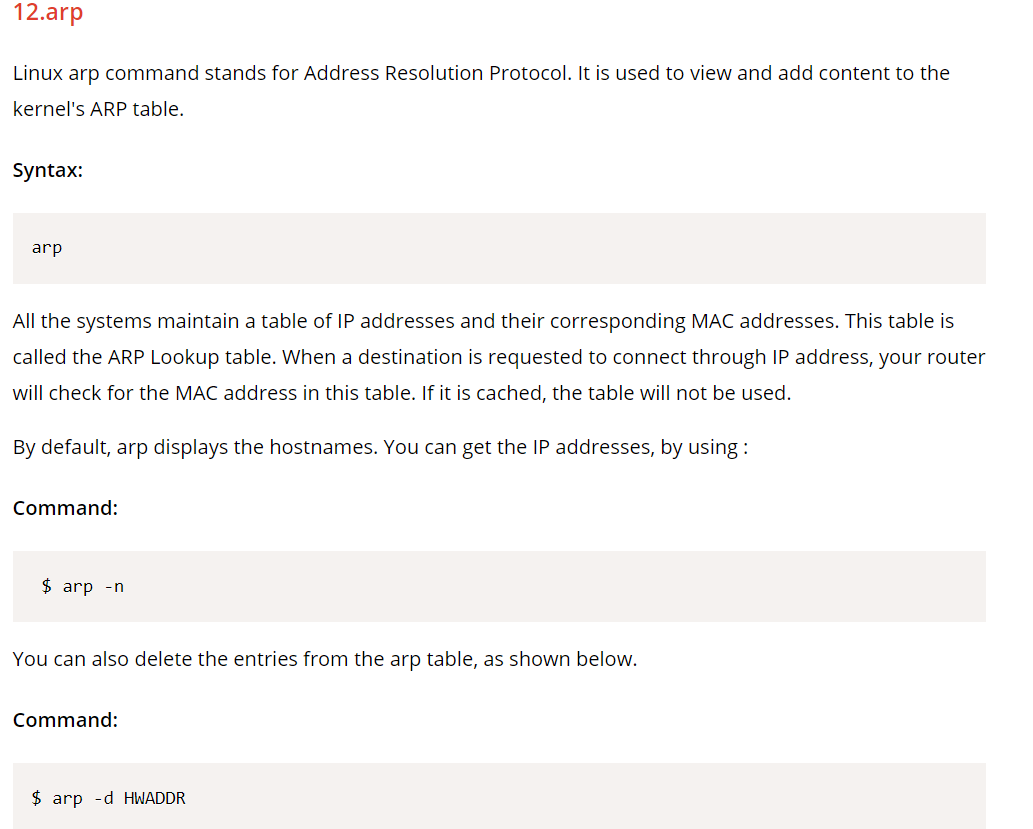 12.arp
Linux arp command stands for Address Resolution Protocol. It is used to view and add content to the
kernel's ARP table.
Syntax:
arp
All the systems maintain a table of IP addresses and their corresponding MAC addresses. This table is
called the ARP Lookup table. When a destination is requested to connect through IP address, your router
will check for the MAC address in this table. If it is cached, the table will not be used.
By default, arp displays the hostnames. You can get the IP addresses, by using :
Command:
$ arp -n
You can also delete the entries from the arp table, as shown below.
Command:
$ arp -d HWADDR